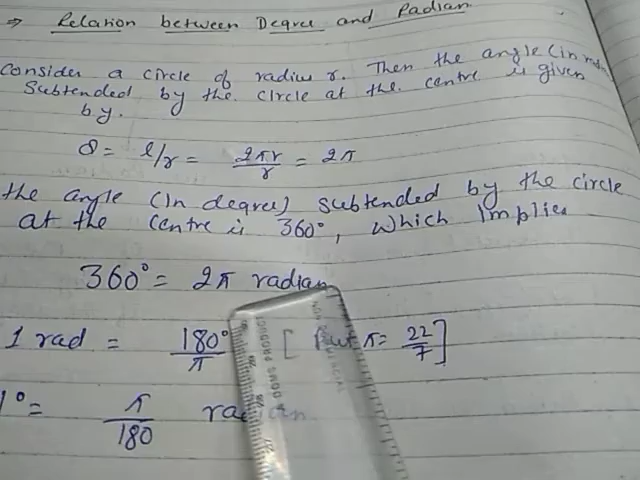 ⇒ Relation between Degree and Radian
Consider a circle of radius r. Then the angle (in radian)
Subtended by the circle at the centre is given
by.
θ = l/r = 2πr/r = 2π
the angle (in degree) subtended by the circle
at the centre is 360°, which implies
360° = 2π radian
1 rad = 180°/π [Put π = 22/7]
1° = π/180 radian